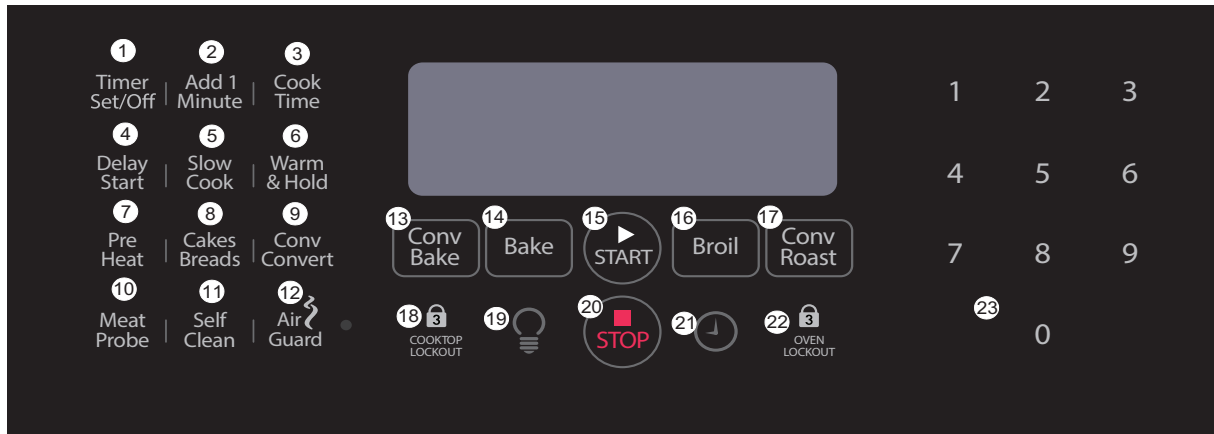 1 2 3
Timer Add 1 Cook
Set/Off Minute Time
4 5 6
Delay Slow Warm
Start Cook & Hold
7 8 9
Pre Cakes Conv
Heat Breads Convert
10 11 12
Meat Self Air
Probe Clean Guard
13 14 15 16 17
Conv Bake START Broil Conv
Bake Roast
18 3 19 20 21 22 3
COOKTOP STOP OVEN
LOCKOUT LOCKOUT
1 2 3
4 5 6
7 8 9
23
0